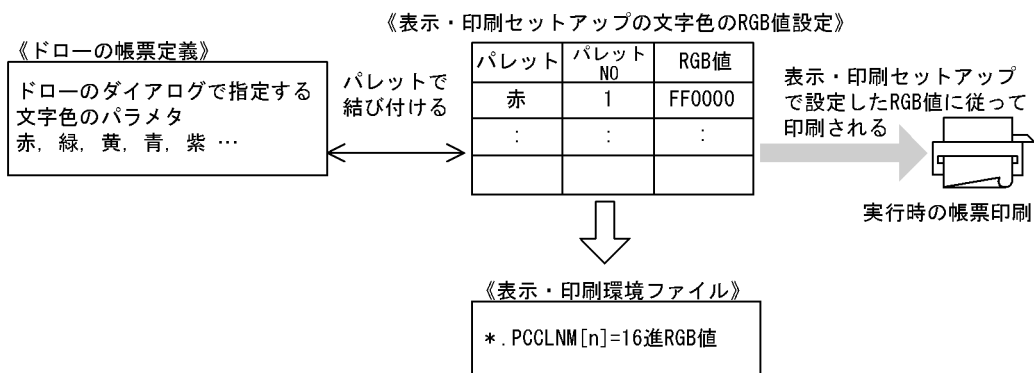 《表示・印刷セットアップの文字色のRGB値設定》
《ドローの帳票定義》
ドローのダイアログで指定する
文字色のパラメタ
赤，緑，黄，青，紫 …
パレットで
結び付ける
パレット
パレット
NO
RGB値
赤
1
FF0000
:
:
:
表示・印刷セットアップ
で設定したRGB値に従って
印刷される
実行時の帳票印刷
《表示・印刷環境ファイル》
＊.PCCLNM[n]=16進RGB値